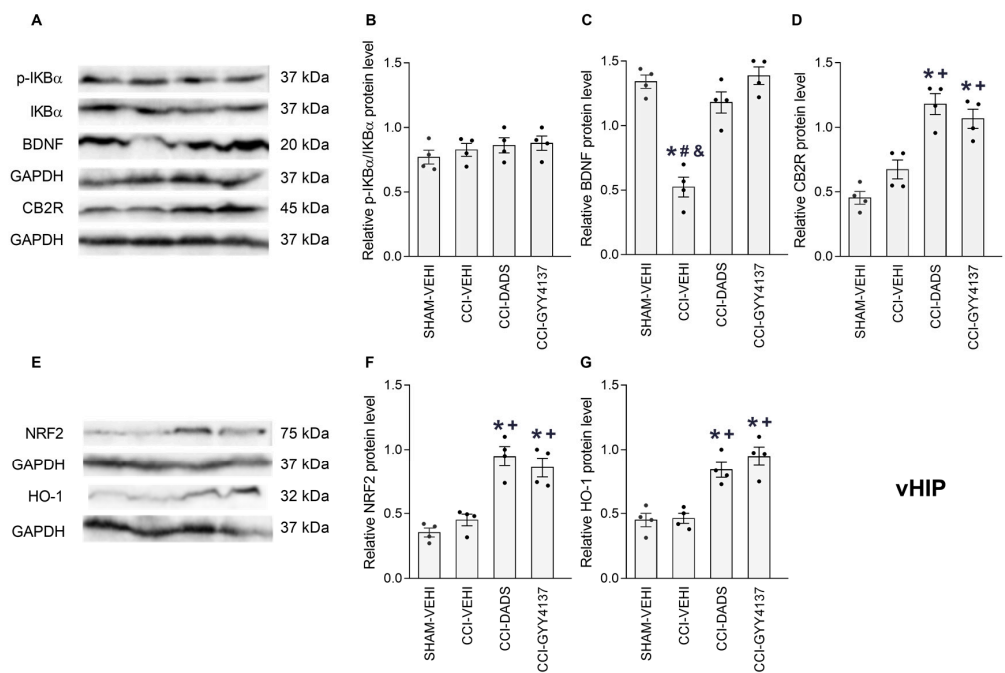 A
p-IKBα 37 kDa
IKBα 37 kDa
BDNF 20 kDa
GAPDH 37 kDa
CB2R 45 kDa
GAPDH 37 kDa
B
Relative p-IKBα/IKBα protein level
1.5
1.0
0.5
0.0
SHAM-VEHI
CCI-VEHI
CCI-DADS
CCI-GYY4137
C
Relative BDNF protein level
1.5
1.0
0.5
0.0
*#&
SHAM-VEHI
CCI-VEHI
CCI-DADS
CCI-GYY4137
D
Relative CB2R protein level
1.5
1.0
0.5
0.0
*+
*+
SHAM-VEHI
CCI-VEHI
CCI-DADS
CCI-GYY4137
E
NRF2 75 kDa
GAPDH 37 kDa
HO-1 32 kDa
GAPDH 37 kDa
F
Relative NRF2 protein level
1.5
1.0
0.5
0.0
*+
*+
SHAM-VEHI
CCI-VEHI
CCI-DADS
CCI-GYY4137
G
Relative HO-1 protein level
1.5
1.0
0.5
0.0
*+
*+
SHAM-VEHI
CCI-VEHI
CCI-DADS
CCI-GYY4137
vHIP